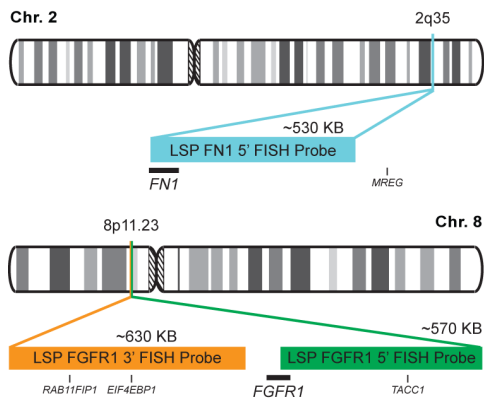 Chr. 2
2q35
~530 KB
LSP FN1 5' FISH Probe
FN1
MREG
8p11.23
Chr. 8
~630 KB
~570 KB
LSP FGFR1 3' FISH Probe
LSP FGFR1 5' FISH Probe
RAB11FIP1
EIF4EBP1
FGFR1
TACC1